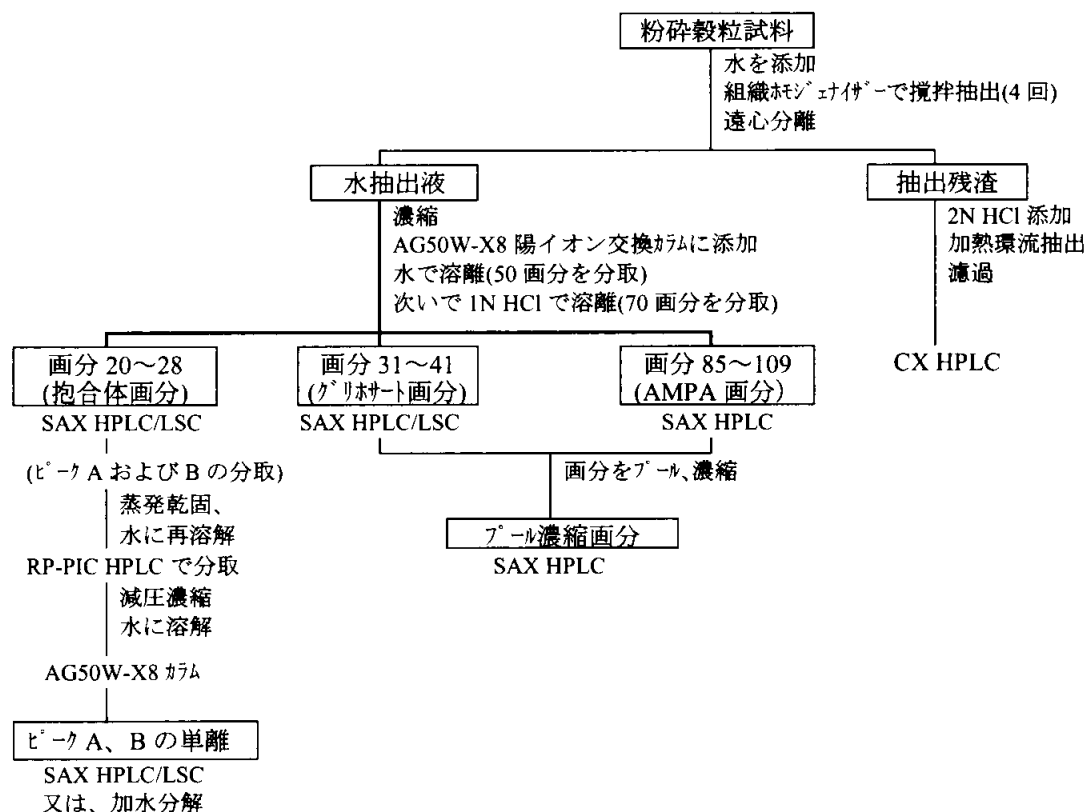 粉砕穀粒試料
水を添加
組織ﾎﾓｼﾞｪﾅｲｻﾞｰで攪拌抽出(4 回)
遠心分離
水抽出液
濃縮
AG50W-X8 陽イオン交換ｶﾗﾑに添加
水で溶離(50 画分を分取)
次いで 1N HCl で溶離(70 画分を分取)
抽出残渣
2N HCl 添加
加熱環流抽出
濾過
CX HPLC
画分 20～28
(抱合体画分)
SAX HPLC/LSC
画分 31～41
(ｸﾞﾘﾎｻｰﾄ画分)
SAX HPLC/LSC
画分 85～109
(AMPA 画分)
SAX HPLC
画分をﾌﾟｰﾙ、濃縮
ﾌﾟｰﾙ濃縮画分
SAX HPLC
(ﾋﾟｰｸ A および B の分取)
蒸発乾固、
水に再溶解
RP-PIC HPLC で分取
減圧濃縮
水に溶解
AG50W-X8 ｶﾗﾑ
ﾋﾟｰｸ A、B の単離
SAX HPLC/LSC
又は、加水分解